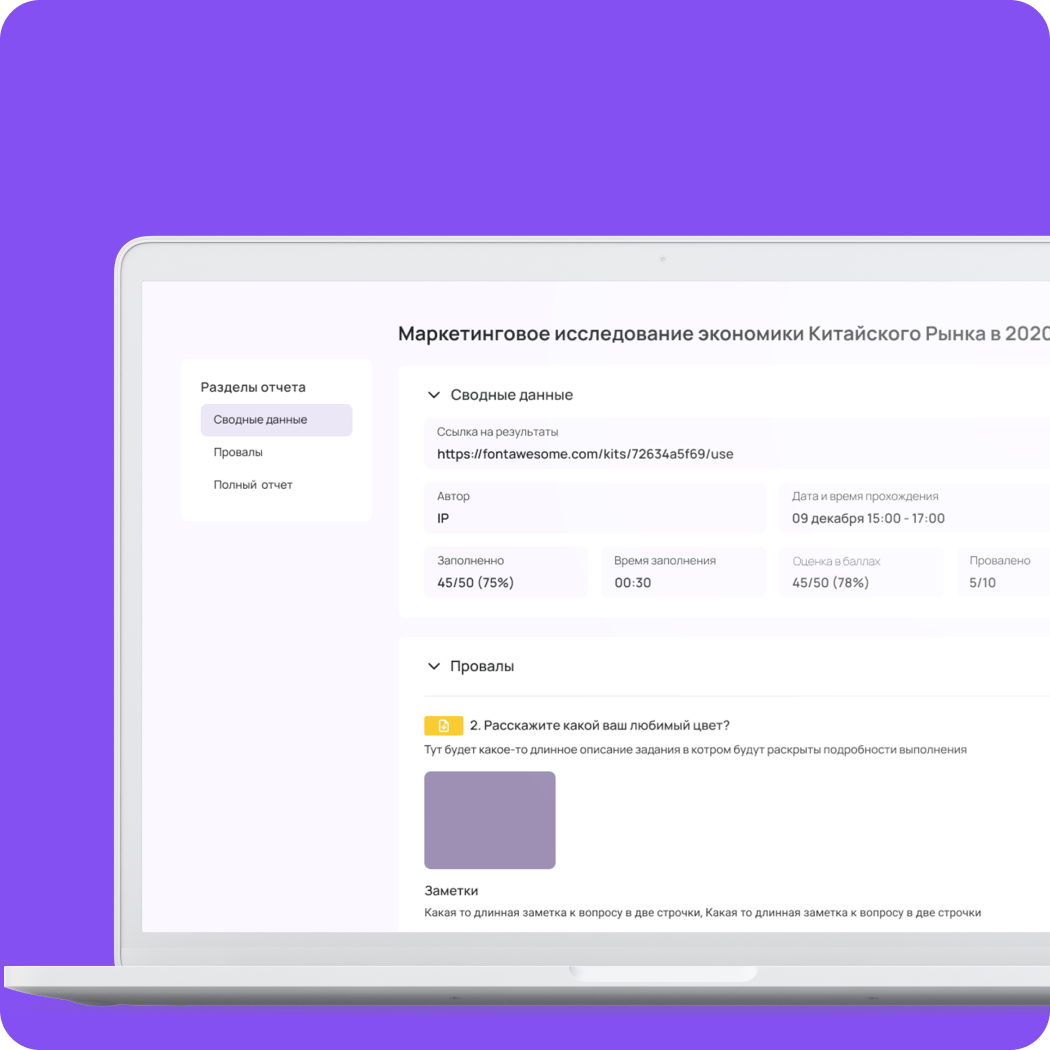 Маркетинговое исследование экономики Китайского Рынка в 2020
Разделы отчета
Сводные данные
Провалы
Полный отчет
Сводные данные
Ссылка на результаты
https://fontawesome.com/kits/72634a5f69/use
Автор
IP
Дата и время прохождения
09 декабря 15:00 - 17:00
Заполненно
45/50 (75%)
Время заполнения
00:30
Оценка в баллах
45/50 (78%)
Провалено
5/10
Провалы
2. Расскажите какой ваш любимый цвет?
Тут будет какое-то длинное описание задания в котром будут раскрыты подробности выполнения
Заметки
Какая то длинная заметка к вопросу в две строчки, Какая то длинная заметка к вопросу в две строчки